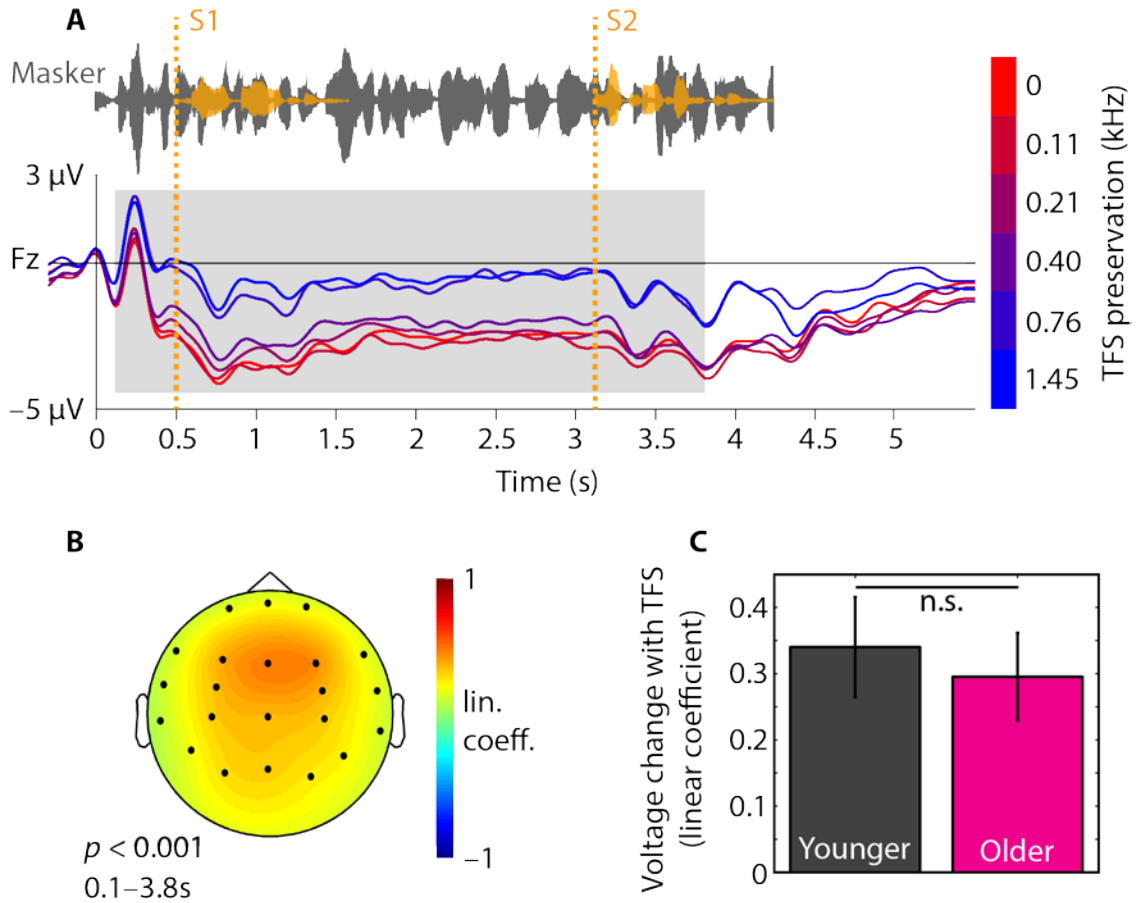 A
S1
S2
Masker
3 µV
Fz
–5 µV
0
0.5
1
1.5
2
2.5
3
3.5
4
4.5
5
Time (s)
0
0.11
0.21
0.40
0.76
1.45
TFS preservation (kHz)
B
1
lin.
coeff.
–1
p < 0.001
0.1–3.8s
C
Voltage change with TFS
(linear coefficient)
0.4
0.3
0.2
0.1
0
n.s.
Younger
Older